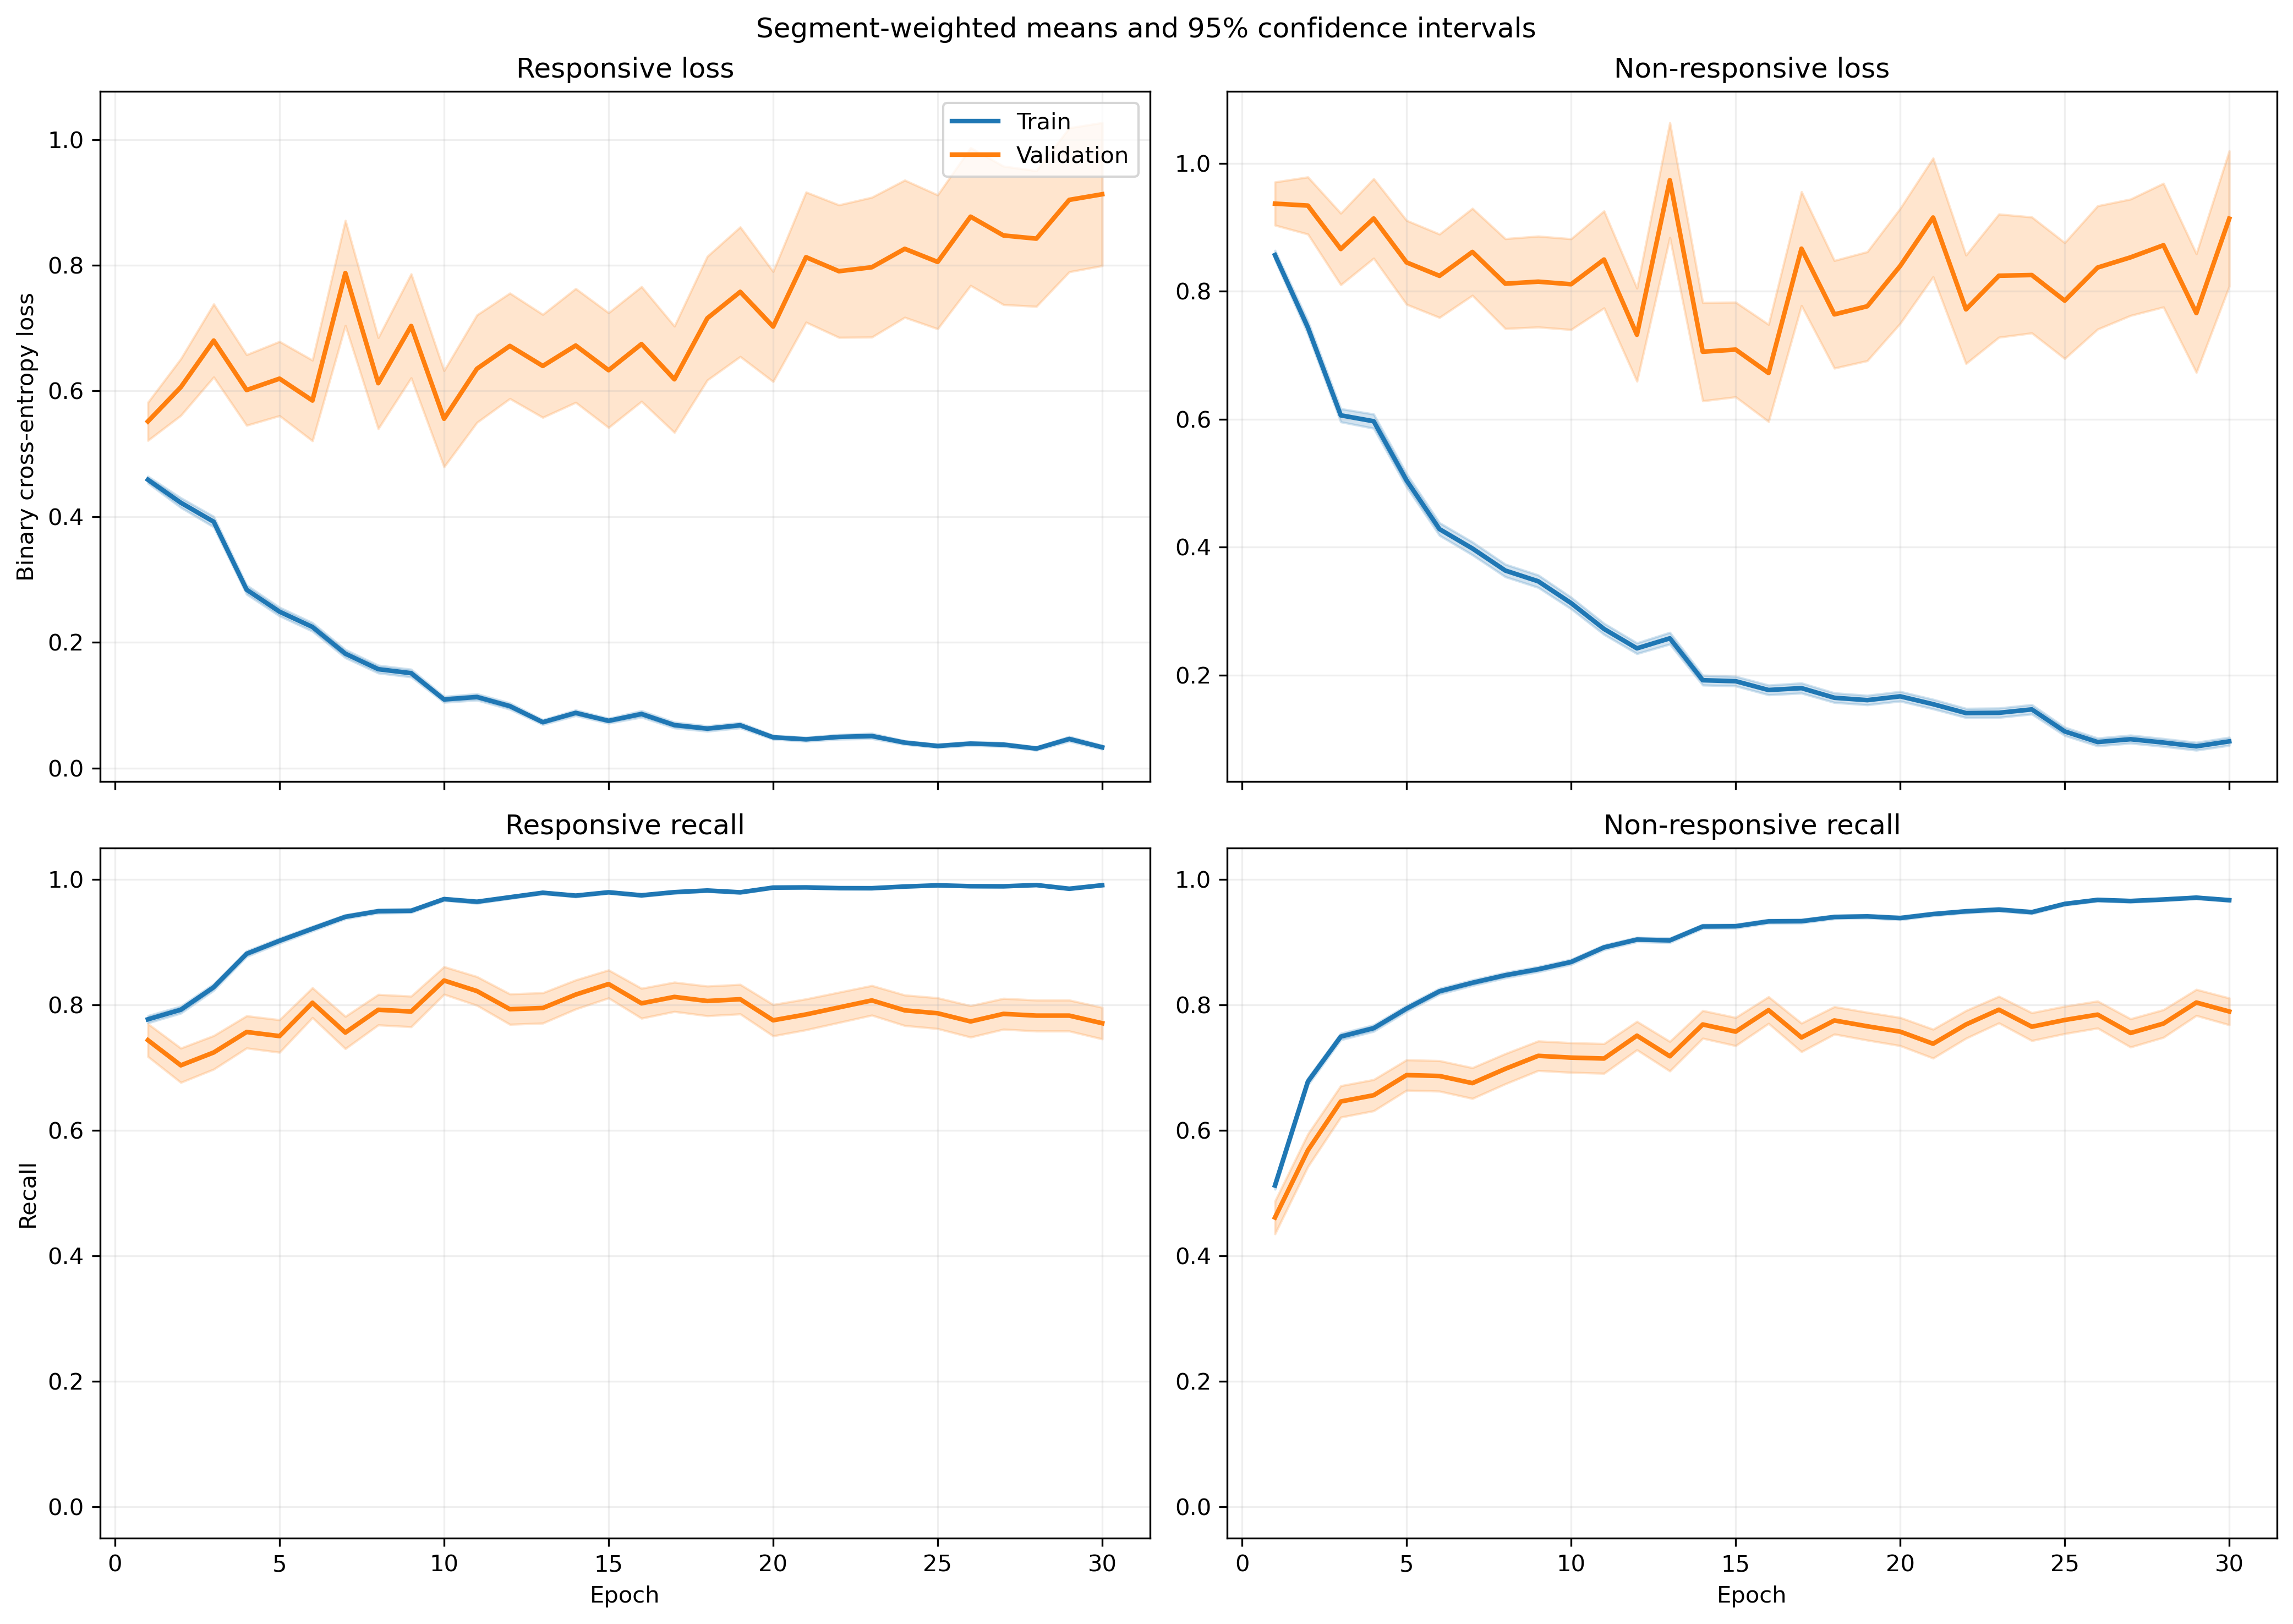 Segment-weighted means and 95% confidence intervals
Responsive loss
Non-responsive loss
Binary cross-entropy loss
1.0
0.8
0.6
0.4
0.2
0.0
Train
Validation
1.0
0.8
0.6
0.4
0.2
Responsive recall
Non-responsive recall
Recall
1.0
0.8
0.6
0.4
0.2
0.0
0 5 10 15 20 25 30
Epoch
1.0
0.8
0.6
0.4
0.2
0.0
0 5 10 15 20 25 30
Epoch